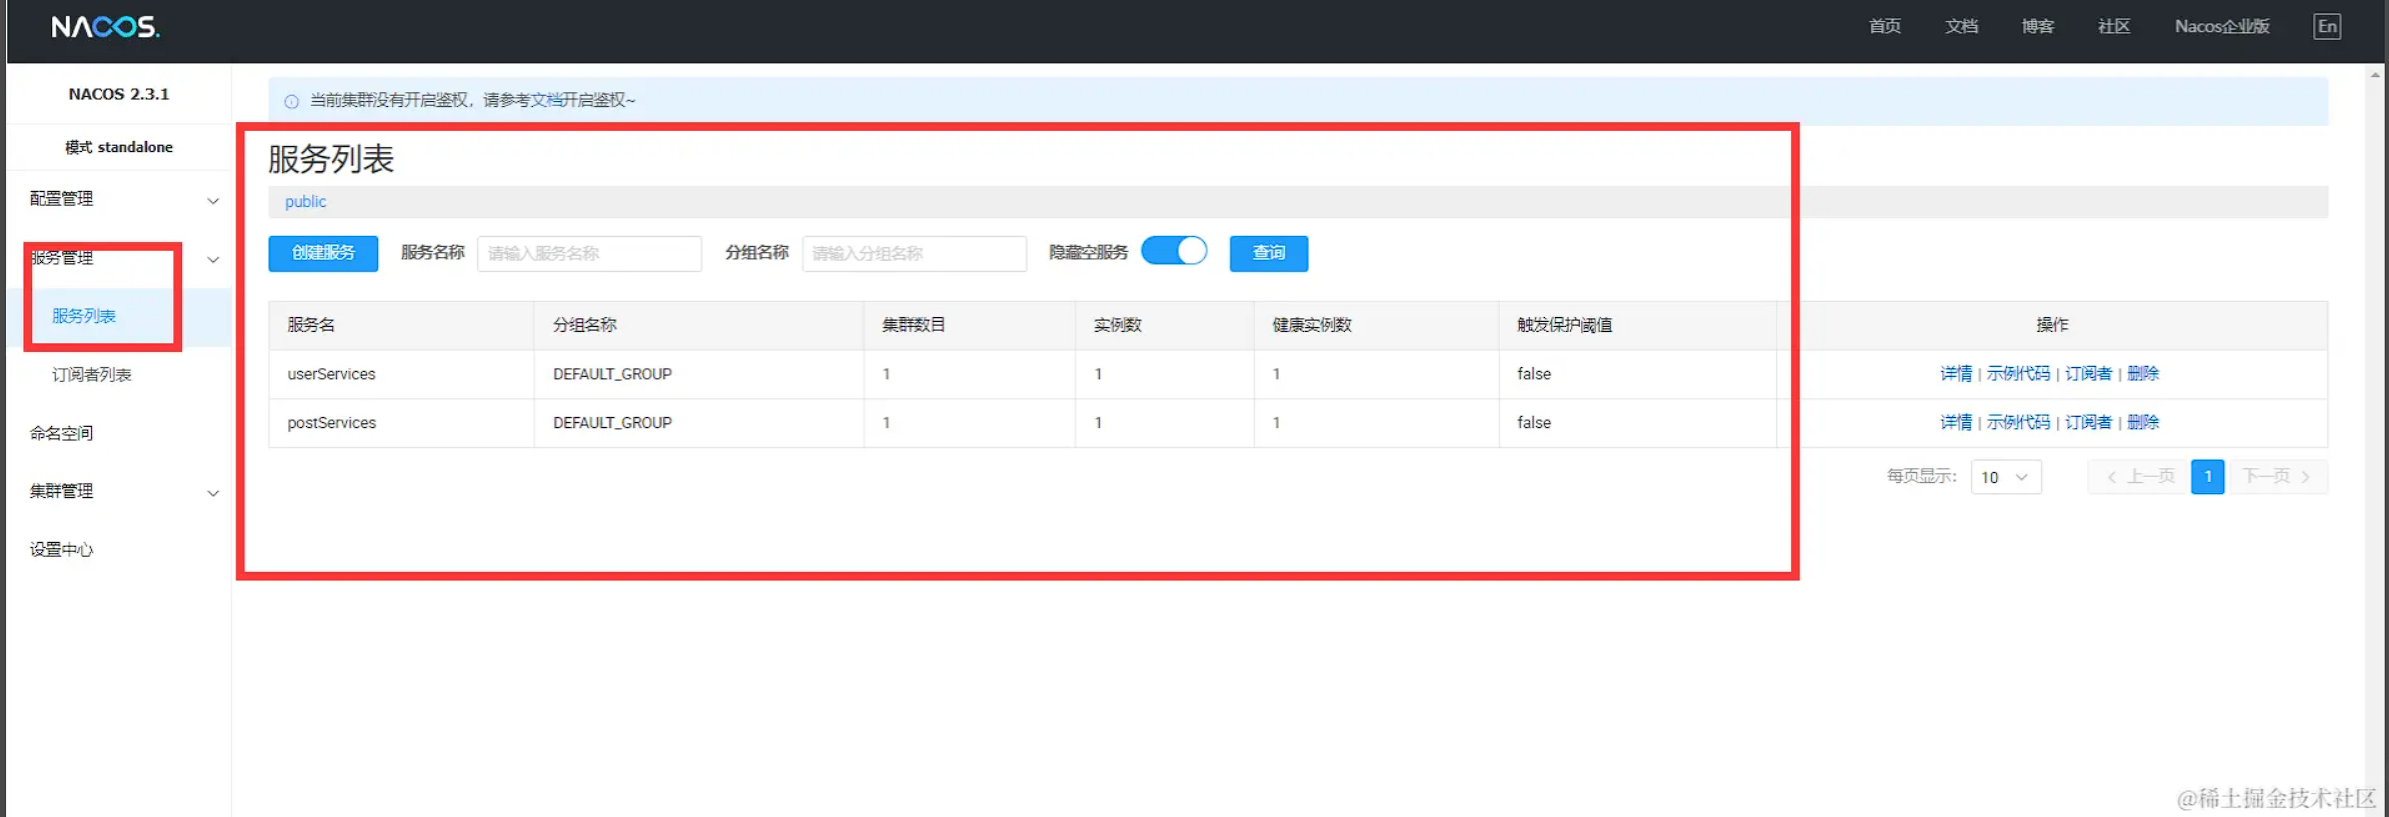 NACOS.
首页 文档 博客 社区 Nacos企业版 En
NACOS 2.3.1
模式 standalone
配置管理
服务管理
服务列表
订阅者列表
命名空间
集群管理
设置中心
当前集群没有开启鉴权，请参考文档开启鉴权~
服务列表
public
创建服务 服务名称 请输入服务名称 分组名称 请输入分组名称 隐藏空服务 查询
服务名 分组名称 集群数目 实例数 健康实例数 触发保护阈值 操作
userServices DEFAULT_GROUP 1 1 1 false 详情 | 示例代码 | 订阅者 | 删除
postServices DEFAULT_GROUP 1 1 1 false 详情 | 示例代码 | 订阅者 | 删除
每页显示: 10 上一页 1 下一页
@稀土掘金技术社区